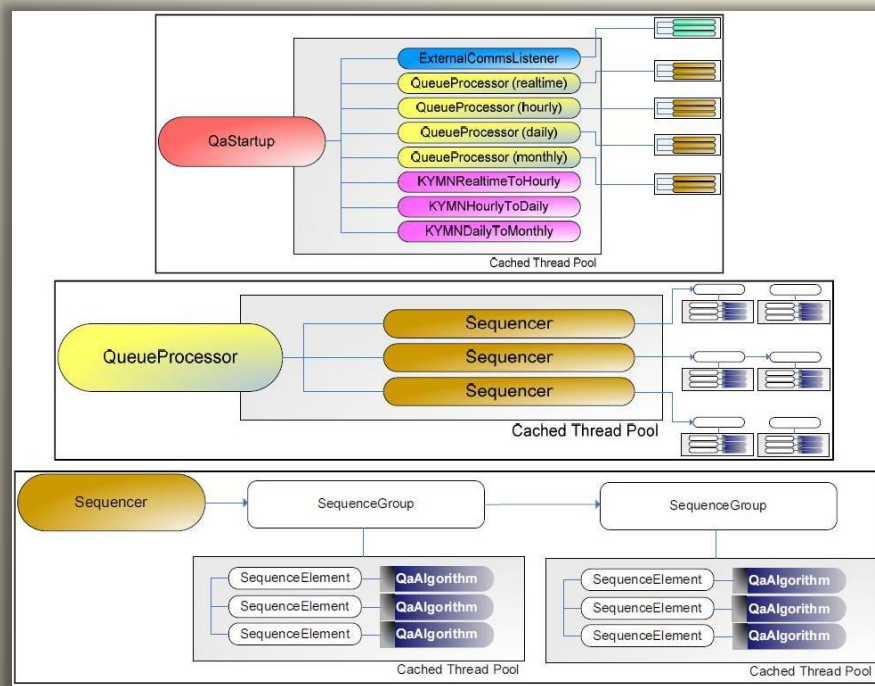 ExternalCommsListener
QueueProcessor (realtime)
QueueProcessor (hourly)
QaStartup
QueueProcessor (daily)
QueueProcessor (monthly)
KYMNRealtimeToHourly
KYMNHourlyToDaily
KYMNDailyToMonthly
Cached Thread Pool
QueueProcessor
Sequencer
Sequencer
Sequencer
Cached Thread Pool
Sequencer
SequenceGroup
SequenceGroup
SequenceElement QaAlgorithm
SequenceElement QaAlgorithm
SequenceElement QaAlgorithm
Cached Thread Pool
SequenceElement QaAlgorithm
SequenceElement QaAlgorithm
SequenceElement QaAlgorithm
Cached Thread Pool